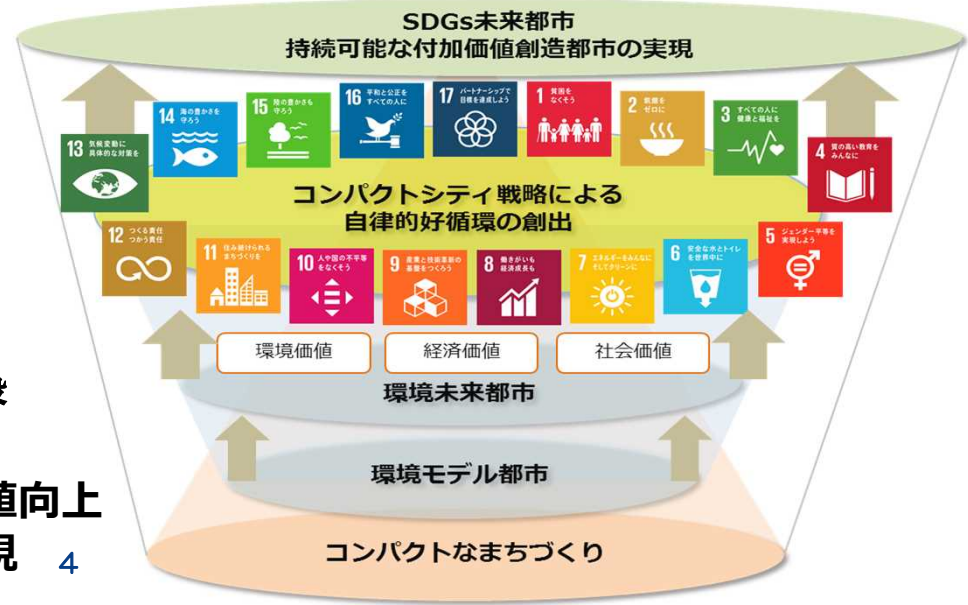 SDGs未来都市
持続可能な付加価値創造都市の実現
13 気候変動に
具体的な対策を
14 海の豊かさを
守ろう
15 陸の豊かさも
守ろう
16 平和と公正を
すべての人に
17 パートナーシップで
目標を達成しよう
1 貧困を
なくそう
2 飢餓を
ゼロに
3 すべての人に
健康と福祉を
4 質の高い教育を
みんなに
コンパクトシティ戦略による
自律的好循環の創出
12 つくる責任
つかう責任
11 住み続けられる
まちづくりを
10 人や国の不平等
をなくそう
9 産業と技術革新の
基盤をつくろう
8 働きがいも
経済成長も
7 エネルギーをみんなに
そしてクリーンに
6 安全な水とトイレ
を世界中に
5 ジェンダー平等を
実現しよう
環境価値
経済価値
社会価値
環境未来都市
環境モデル都市
値向上
現
4
コンパクトなまちづくり